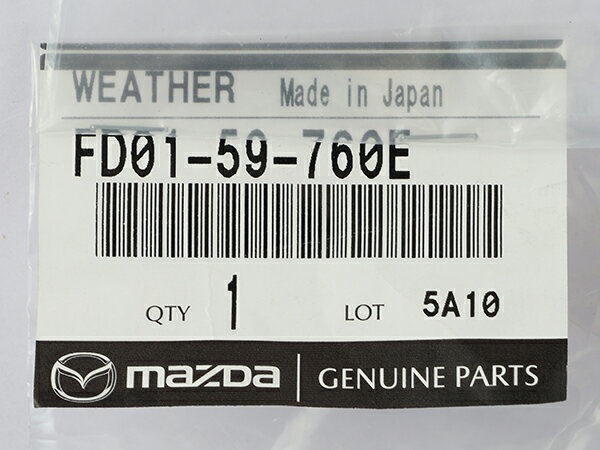 WEATHER Made in Japan
FD01-59-760E
QTY 1 LOT 5A10
mazda GENUINE PARTS